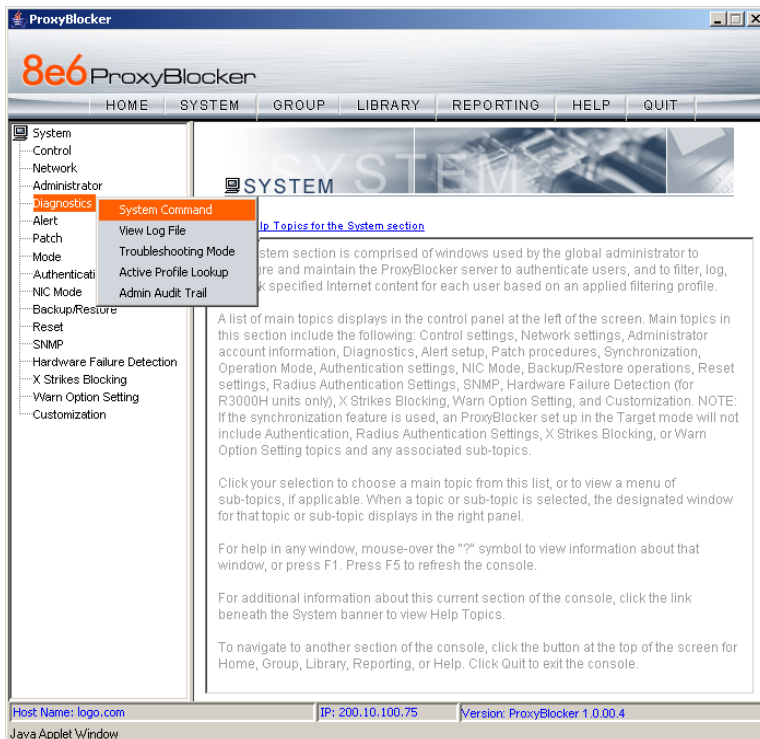 ProxyBlocker
8e6 ProxyBlocker
HOME SYSTEM GROUP LIBRARY REPORTING HELP QUIT
System
Control
Network
Administrator
Diagnostics
Alert
Patch
Mode
Authenticati
NIC Mode
Backup/Restore
Reset
SNMP
Hardware Failure Detection
X Strikes Blocking
Warn Option Setting
Customization
System Command
View Log File
Troubleshooting Mode
Active Profile Lookup
Admin Audit Trail
SYSTEM
SYSTEM
lp Topics for the System section
stem section is comprised of windows used by the global administrator to
ure and maintain the ProxyBlocker server to authenticate users, and to filter, log,
k specified Internet content for each user based on an applied filtering profile.
A list of main topics displays in the control panel at the left of the screen. Main topics in
this section include the following: Control settings, Network settings, Administrator
account information, Diagnostics, Alert setup, Patch procedures, Synchronization,
Operation Mode, Authentication settings, NIC Mode, Backup/Restore operations, Reset
settings, Radius Authentication Settings, SNMP, Hardware Failure Detection (for
R3000H units only), X Strikes Blocking, Warn Option Setting, and Customization. NOTE:
If the synchronization feature is used, an ProxyBlocker set up in the Target mode will not
include Authentication, Radius Authentication Settings, X Strikes Blocking, or Warn
Option Setting topics and any associated sub-topics.
Click your selection to choose a main topic from this list, or to view a menu of
sub-topics, if applicable. When a topic or sub-topic is selected, the designated window
for that topic or sub-topic displays in the right panel.
For help in any window, mouse-over the "?" symbol to view information about that
window, or press F1. Press F5 to refresh the console.
For additional information about this current section of the console, click the link
beneath the System banner to view Help Topics.
To navigate to another section of the console, click the button at the top of the screen for
Home, Group, Library, Reporting, or Help. Click Quit to exit the console.
Host Name: logo.com IP: 200.10.100.75 Version: ProxyBlocker 1.0.00.4
Java Applet Window